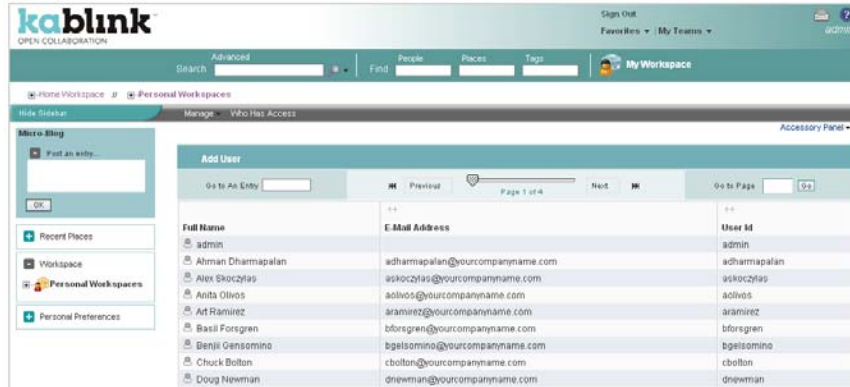 kablink
OPEN COLLABORATION
Sign Out
Favorites | My Teams
admin
Advanced
People Places Tags
Search
Find
My Workspace
Home Workspace // Personal Workspaces
Hide Sidebar
Manage Who Has Access
Accessory Panel
Micro-Blog
Post an entry...
OK
Recent Places
Workspace
Personal Workspaces
Personal Preferences
Add User
Go to An Entry
Previous
Page 1 of 4
Next
Go to Page
Go
Full Name E-Mail Address User Id
admin admin
Ahman Dharmapalan adharmapalan@yourcompanyname.com adharmapalan
Alex Skoczylas askoczylas@yourcompanyname.com askoczylas
Anita Olivos aolivos@yourcompanyname.com aolivos
Art Ramirez aramirez@yourcompanyname.com aramirez
Basil Forsgren bforsgren@yourcompanyname.com bforsgren
Benjii Gensomino bgelsomino@yourcompanyname.com bgelsomino
Chuck Bolton cbolton@yourcompanyname.com cbolton
Doug Newman dnewman@yourcompanyname.com dnewman